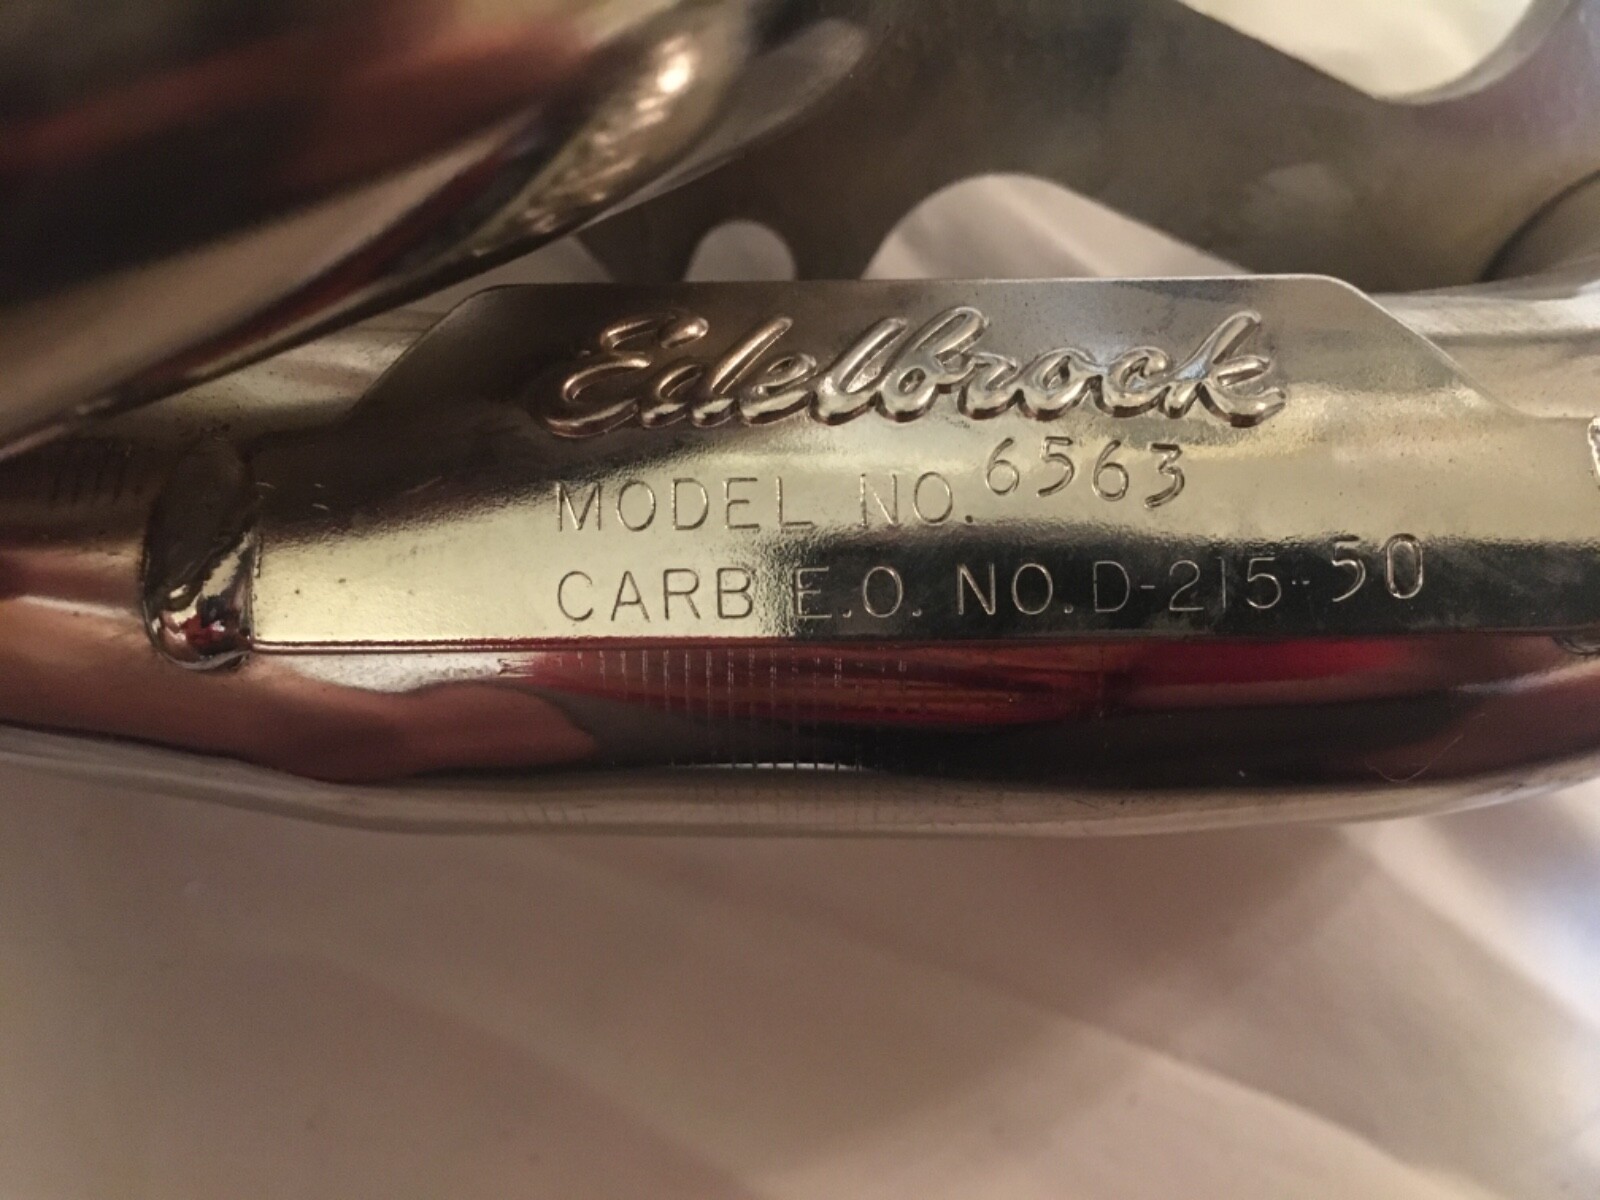 Edelbrock
MODEL NO. 6563
CARB E.O. NO. D-215-50